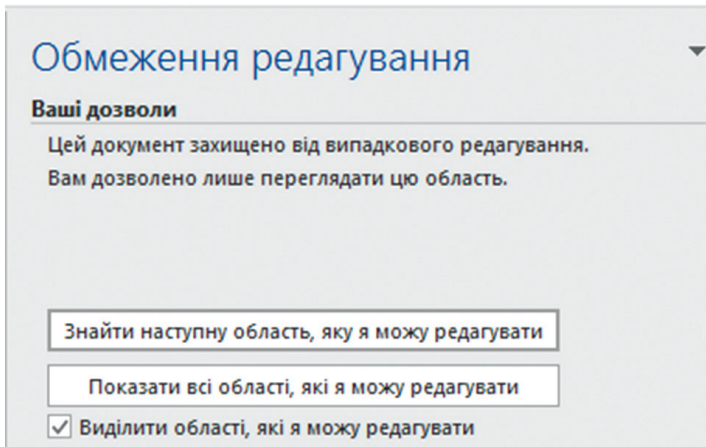 Обмеження редагування
Ваші дозволи
Цей документ захищено від випадкового редагування.
Вам дозволено лише переглядати цю область.
Знайти наступну область, яку я можу редагувати
Показати всі області, які я можу редагувати
Виділити області, які я можу редагувати